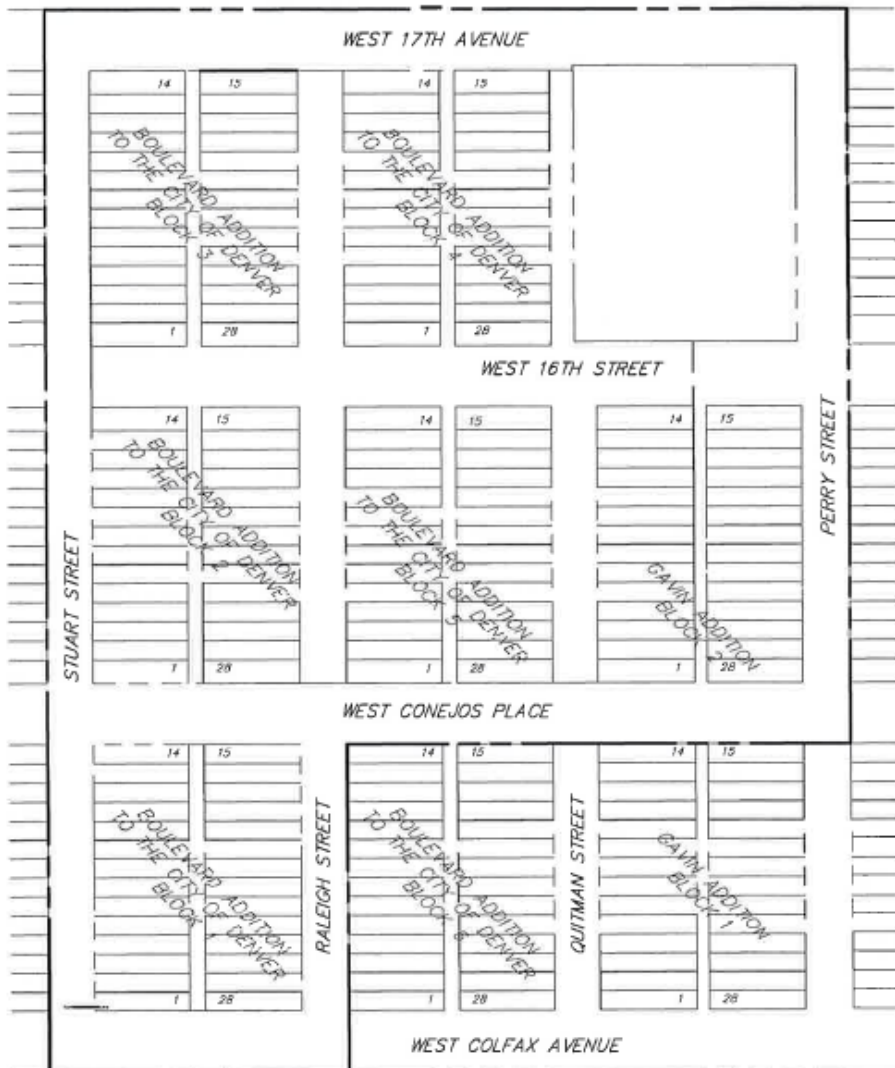 WEST 17TH AVENUE
14 15 14 15
BOULEVARD ADDITION
TO THE CITY OF DENVER
BLOCK 3
BOULEVARD ADDITION
TO THE CITY OF DENVER
BLOCK 4
1 28 1 28
WEST 16TH STREET
14 15 14 15 14 15
BOULEVARD ADDITION
TO THE CITY OF DENVER
BLOCK 2
BOULEVARD ADDITION
TO THE CITY OF DENVER
BLOCK 5
GAVIN ADDITION
BLOCK 2
PERRY STREET
STUART STREET
1 28 1 28 1 28
WEST CONEJOS PLACE
14 15 14 15 14 15
BOULEVARD ADDITION
TO THE CITY OF DENVER
BLOCK 1
RALEIGH STREET
BOULEVARD ADDITION
TO THE CITY OF DENVER
BLOCK 6
QUITMAN STREET
GAVIN ADDITION
BLOCK 1
1 28 1 28 1 28
WEST COLFAX AVENUE